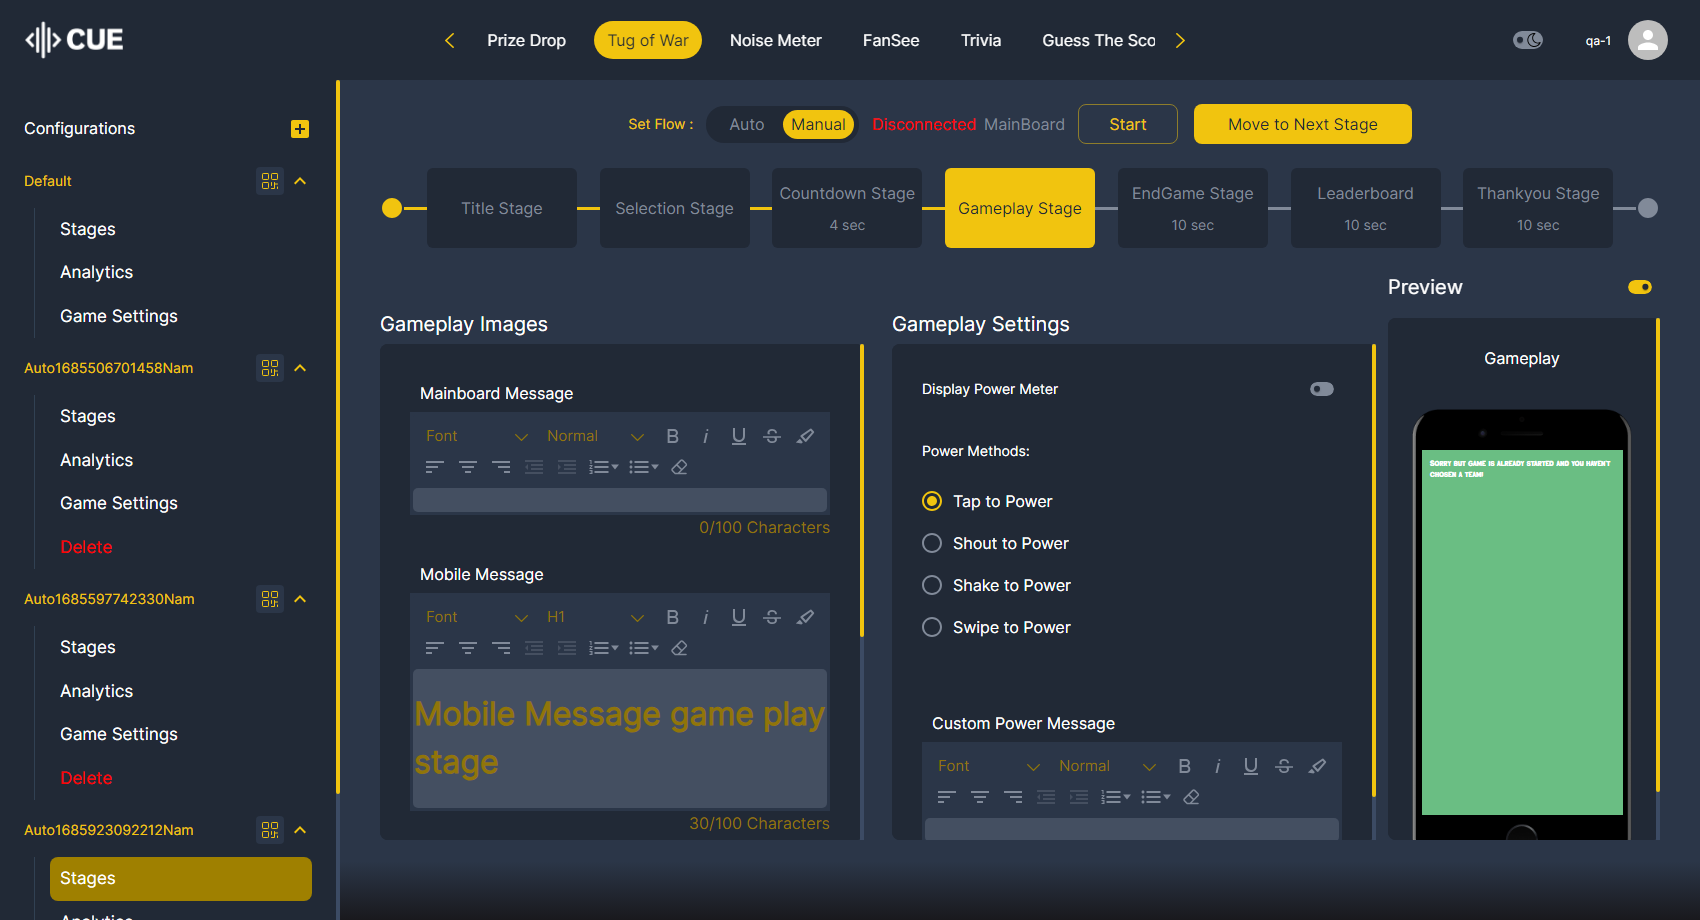 CUE
Prize Drop
Tug of War
Noise Meter
FanSee
Trivia
Guess The Sco
qa-1
Configurations
Default
Stages
Analytics
Game Settings
Auto1685506701458Nam
Stages
Analytics
Game Settings
Delete
Auto1685597742330Nam
Stages
Analytics
Game Settings
Delete
Auto1685923092212Nam
Stages
Analytics
Set Flow :
Auto
Manual
Disconnected MainBoard
Start
Move to Next Stage
Title Stage
Selection Stage
Countdown Stage
4 sec
Gameplay Stage
EndGame Stage
10 sec
Leaderboard
10 sec
Thankyou Stage
10 sec
Gameplay Images
Mainboard Message
Font
Normal
B i U S
0/100 Characters
Mobile Message
Font
H1
B i U S
Mobile Message game play
stage
30/100 Characters
Gameplay Settings
Display Power Meter
Power Methods:
Tap to Power
Shout to Power
Shake to Power
Swipe to Power
Custom Power Message
Font
Normal
B i U S
Preview
Gameplay
Sorry but game is already started and you haven't
chosen a team!